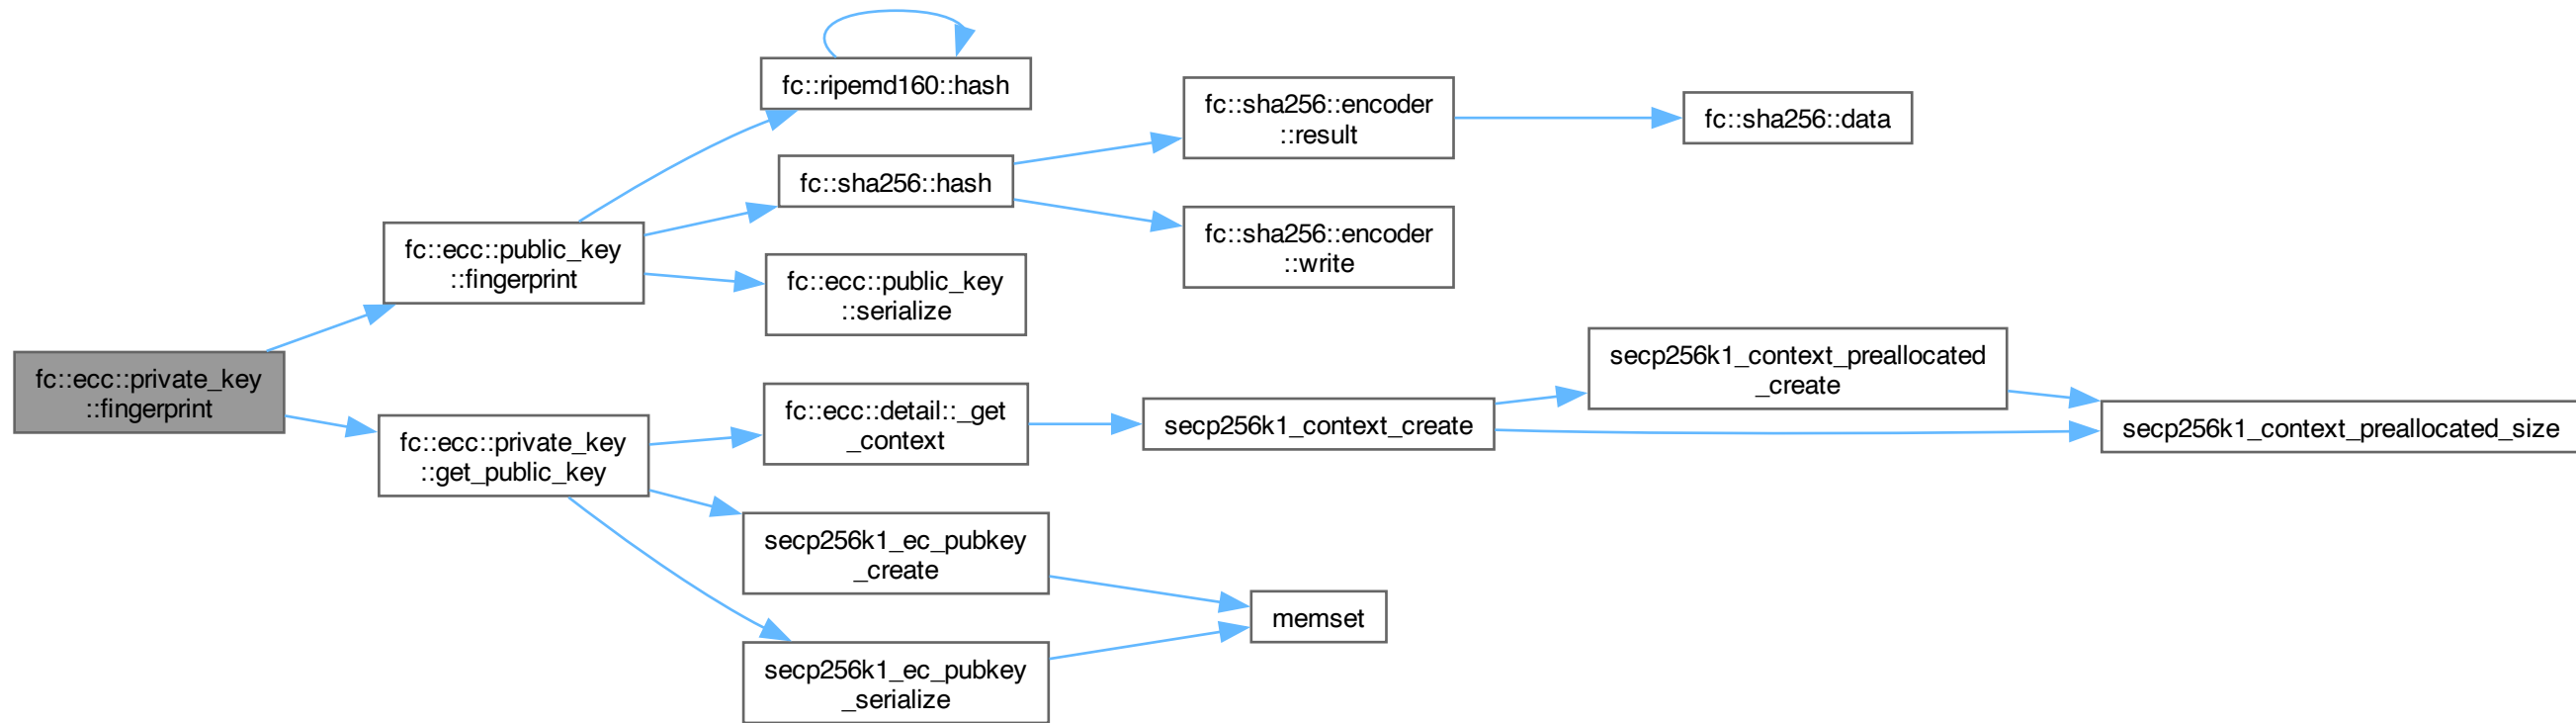 fc::ripemd160::hash
fc::sha256::encoder
::result
fc::sha256::data
fc::sha256::hash
fc::sha256::encoder
::write
fc::ecc::public_key
::fingerprint
fc::ecc::public_key
::serialize
fc::ecc::private_key
::fingerprint
secp256k1_context_preallocated
_create
fc::ecc::detail::_get
_context
secp256k1_context_create
secp256k1_context_preallocated_size
fc::ecc::private_key
::get_public_key
secp256k1_ec_pubkey
_create
memset
secp256k1_ec_pubkey
_serialize